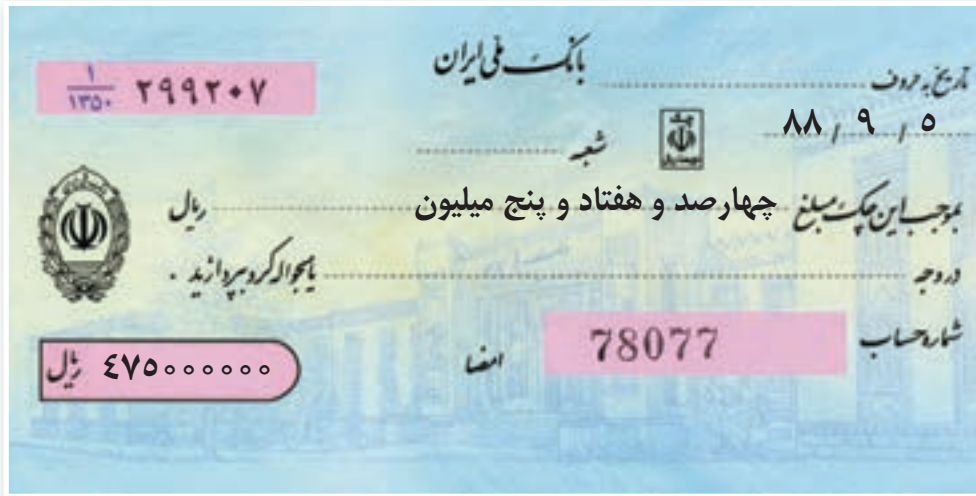 بانک ملی ایران
۱
۱۳۵۰
۲۹۹۲۰۷
تاریخ به حروف
۸۸ / ۹ / ۵
چک
شعبه
بموجب این چک مبلغ چهارصد و هفتاد و پنج میلیون ریال
در وجه یا بحواله کرد بپردازید .
شماره حساب 78077 امضا
۴۷۵۰۰۰۰۰۰ ریال